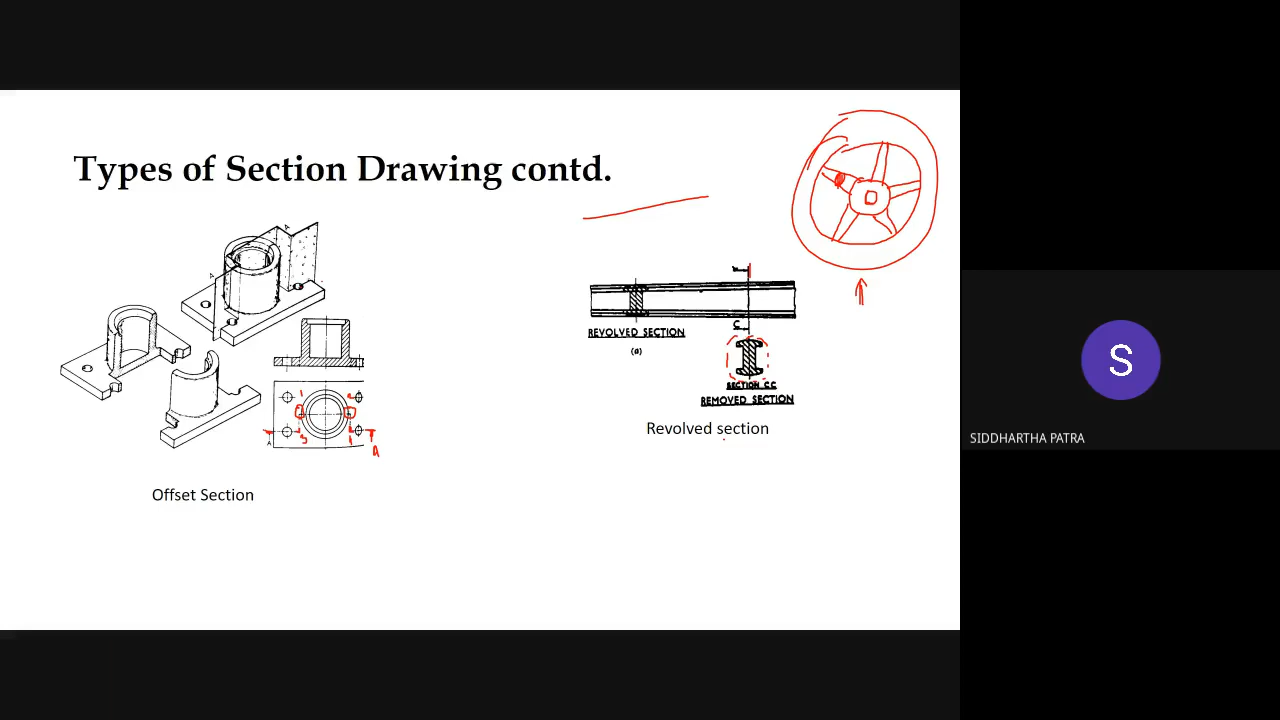 Types of Section Drawing contd.
A
A
REVOLVED SECTION
(a)
C
SECTION CC
REMOVED SECTION
Revolved section
A
A
Offset Section
S
SIDDHARTHA PATRA